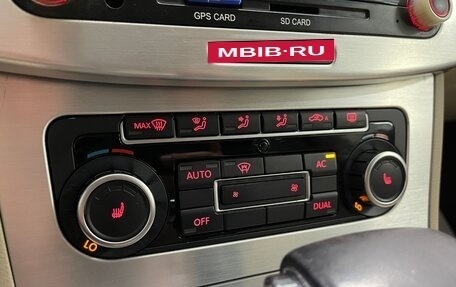 GPS CARD
SD CARD
MBIB-RU
MAX
A
AUTO
AC
OFF
DUAL
LO
LO